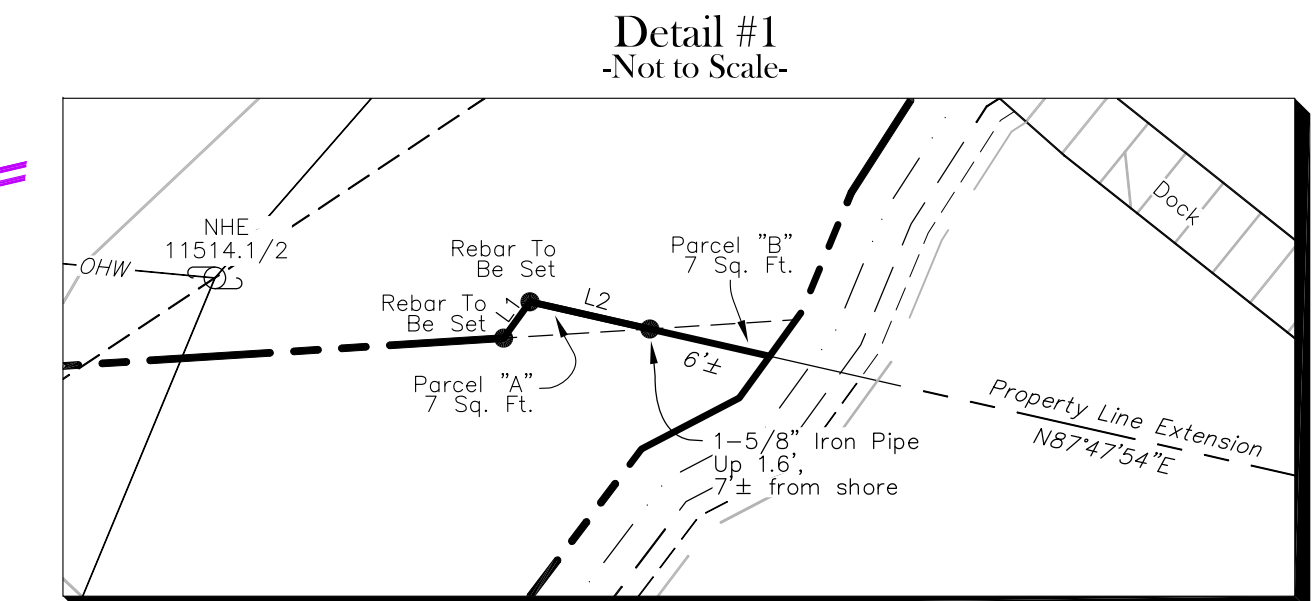 Detail #1
-Not to Scale-
NHE
11514.1/2
OHW
Rebar To
Be Set
Rebar To
Be Set
L1
L2
Parcel "B"
7 Sq. Ft.
Dock
Parcel "A"
7 Sq. Ft.
6'±
1-5/8" Iron Pipe
Up 1.6',
7'± from shore
Property Line Extension
N87°47'54"E